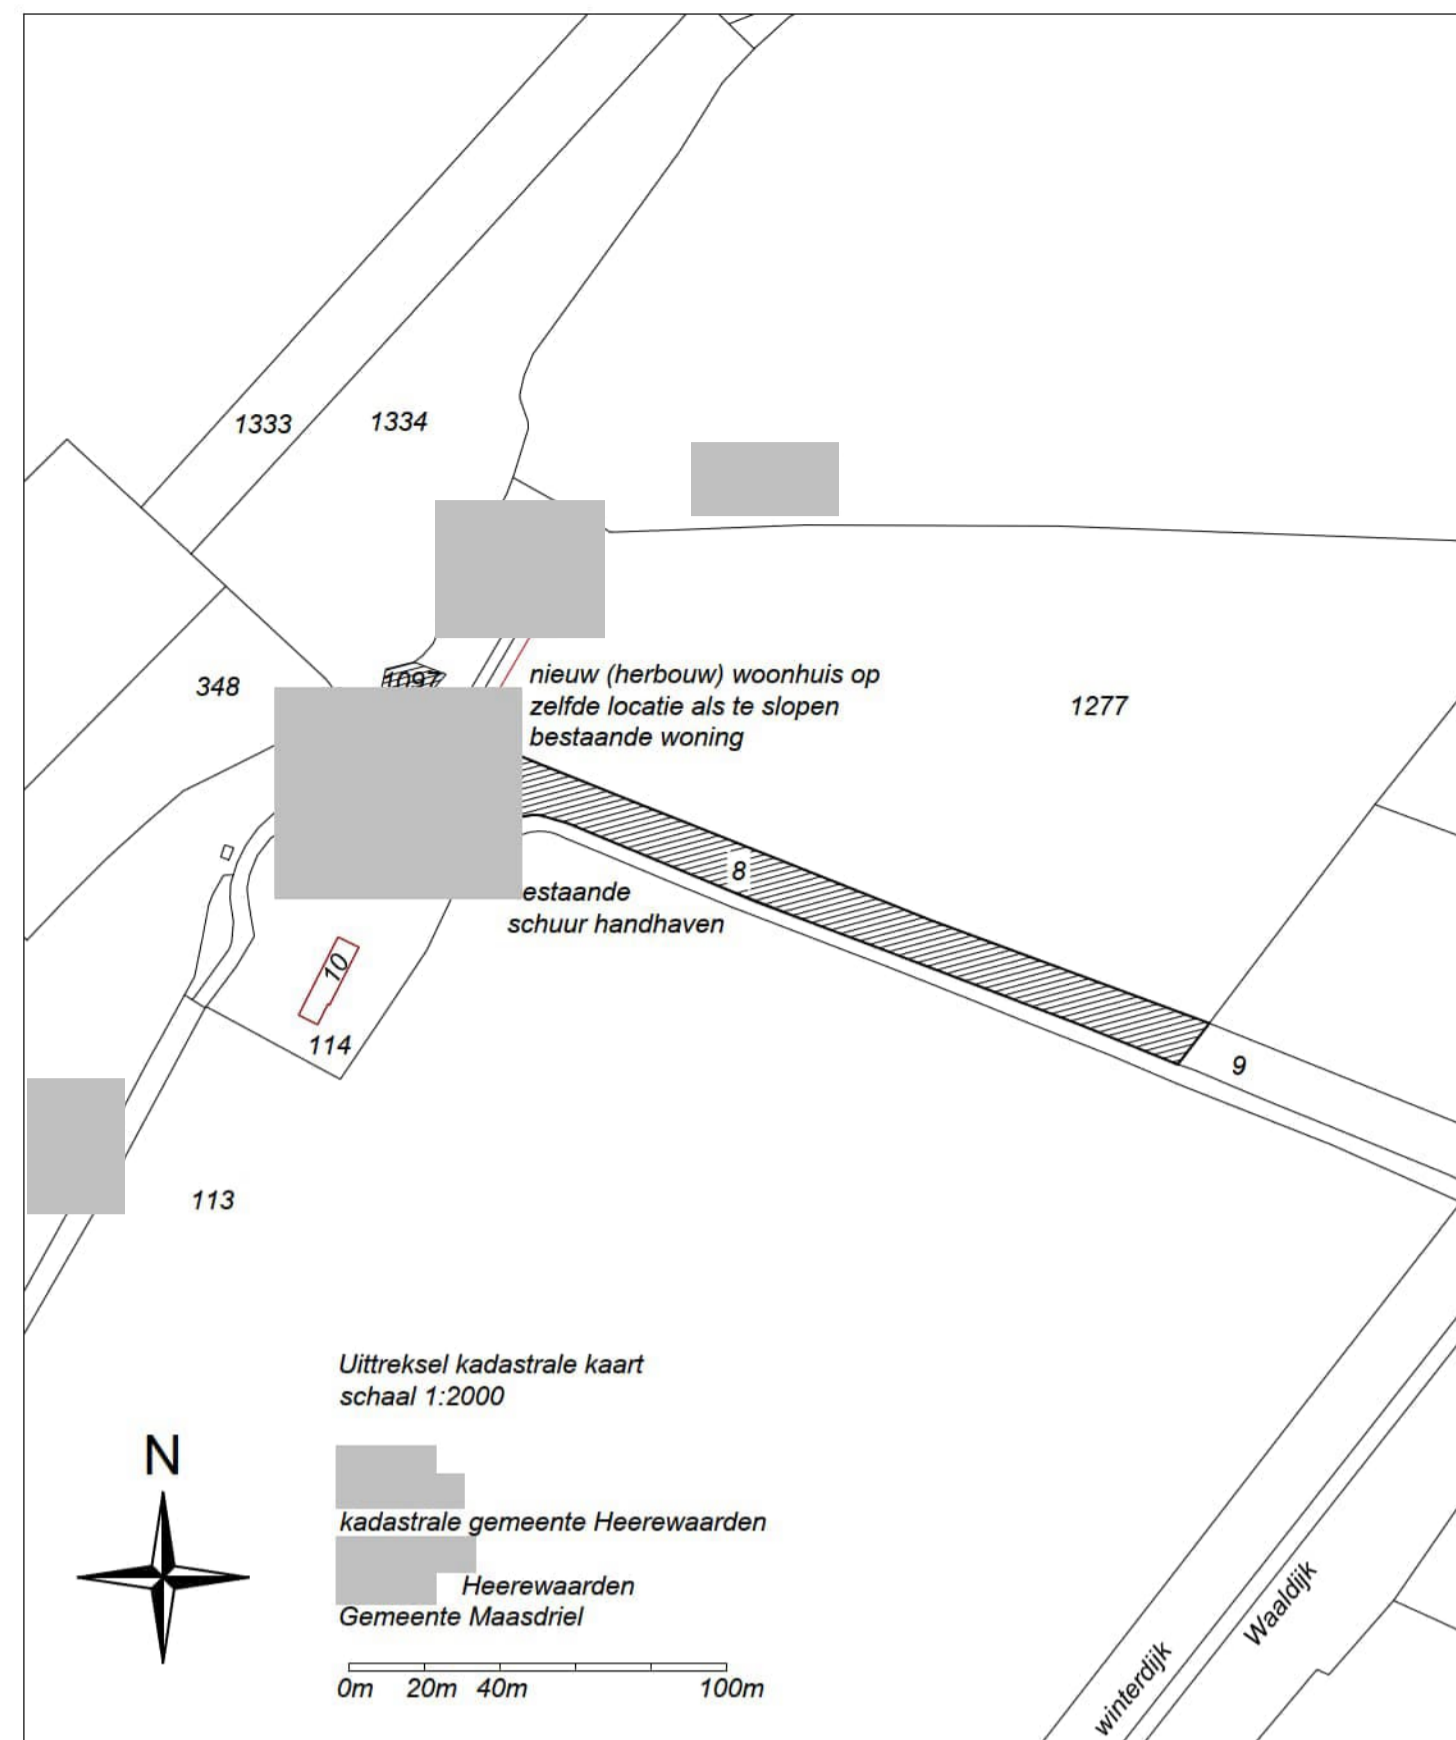 1333
1334
1097
348
nieuw (herbouw) woonhuis op
zelfde locatie als te slopen
bestaande woning
1277
8
estaande
schuur handhaven
10
114
9
113
Uittreksel kadastrale kaart
schaal 1:2000
N
kadastrale gemeente Heerewaarden
Heerewaarden
Gemeente Maasdriel
0m 20m 40m 100m
winterdijk
Waaldijk